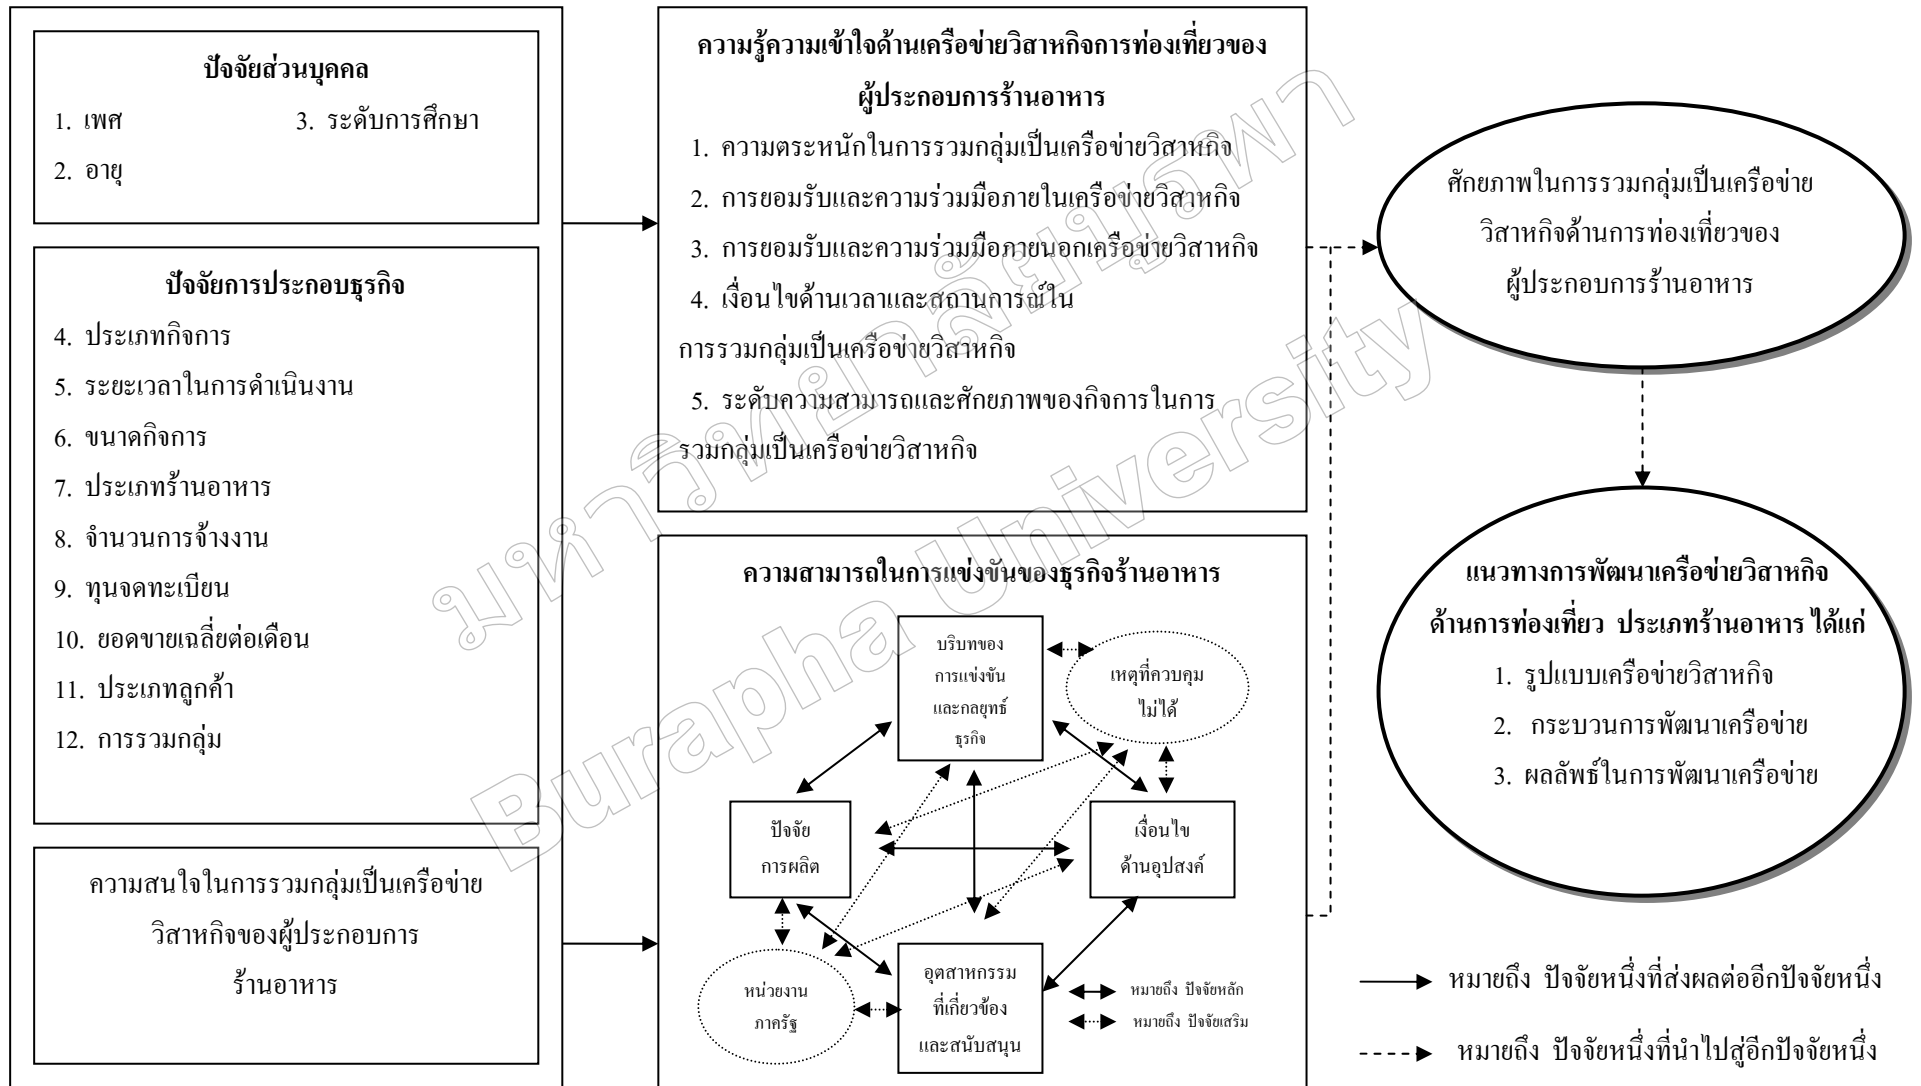 ปัจจัยส่วนบุคคล
1. เพศ
3. ระดับการศึกษา
2. อายุ
ปัจจัยการประกอบธุรกิจ
4. ประเภทกิจการ
5. ระยะเวลาในการดำเนินงาน
6. ขนาดกิจการ
7. ประเภทร้านอาหาร
8. จำนวนการจ้างงาน
9. ทุนจดทะเบียน
10. ยอดขายเฉลี่ยต่อเดือน
11. ประเภทลูกค้า
12. การรวมกลุ่ม
ความสนใจในการรวมกลุ่มเป็นเครือข่าย
วิสาหกิจของผู้ประกอบการ
ร้านอาหาร
ความรู้ความเข้าใจด้านเครือข่ายวิสาหกิจการท่องเที่ยวของ
ผู้ประกอบการร้านอาหาร
1. ความตระหนักในการรวมกลุ่มเป็นเครือข่ายวิสาหกิจ
2. การยอมรับและความร่วมมือภายในเครือข่ายวิสาหกิจ
3. การยอมรับและความร่วมมือภายนอกเครือข่ายวิสาหกิจ
4. เงื่อนไขด้านเวลาและสถานการณ์ใน
การรวมกลุ่มเป็นเครือข่ายวิสาหกิจ
5. ระดับความสามารถและศักยภาพของกิจการในการ
รวมกลุ่มเป็นเครือข่ายวิสาหกิจ
ความสามารถในการแข่งขันของธุรกิจร้านอาหาร
บริบทของ
การแข่งขัน
และกลยุทธ์
ธุรกิจ
เหตุที่ควบคุม
ไม่ได้
ปัจจัย
การผลิต
เงื่อนไข
ด้านอุปสงค์
หน่วยงาน
ภาครัฐ
อุตสาหกรรม
ที่เกี่ยวข้อง
และสนับสนุน
หมายถึง ปัจจัยหลัก
หมายถึง ปัจจัยเสริม
ศักยภาพในการรวมกลุ่มเป็นเครือข่าย
วิสาหกิจด้านการท่องเที่ยวของ
ผู้ประกอบการร้านอาหาร
แนวทางการพัฒนาเครือข่ายวิสาหกิจ
ด้านการท่องเที่ยว ประเภทร้านอาหาร ได้แก่
1. รูปแบบเครือข่ายวิสาหกิจ
2. กระบวนการพัฒนาเครือข่าย
3. ผลลัพธ์ในการพัฒนาเครือข่าย
หมายถึง ปัจจัยหนึ่งที่ส่งผลต่ออีกปัจจัยหนึ่ง
หมายถึง ปัจจัยหนึ่งที่นำไปสู่อีกปัจจัยหนึ่ง
มหาวิทยาลัยบูรพา
Burapha University